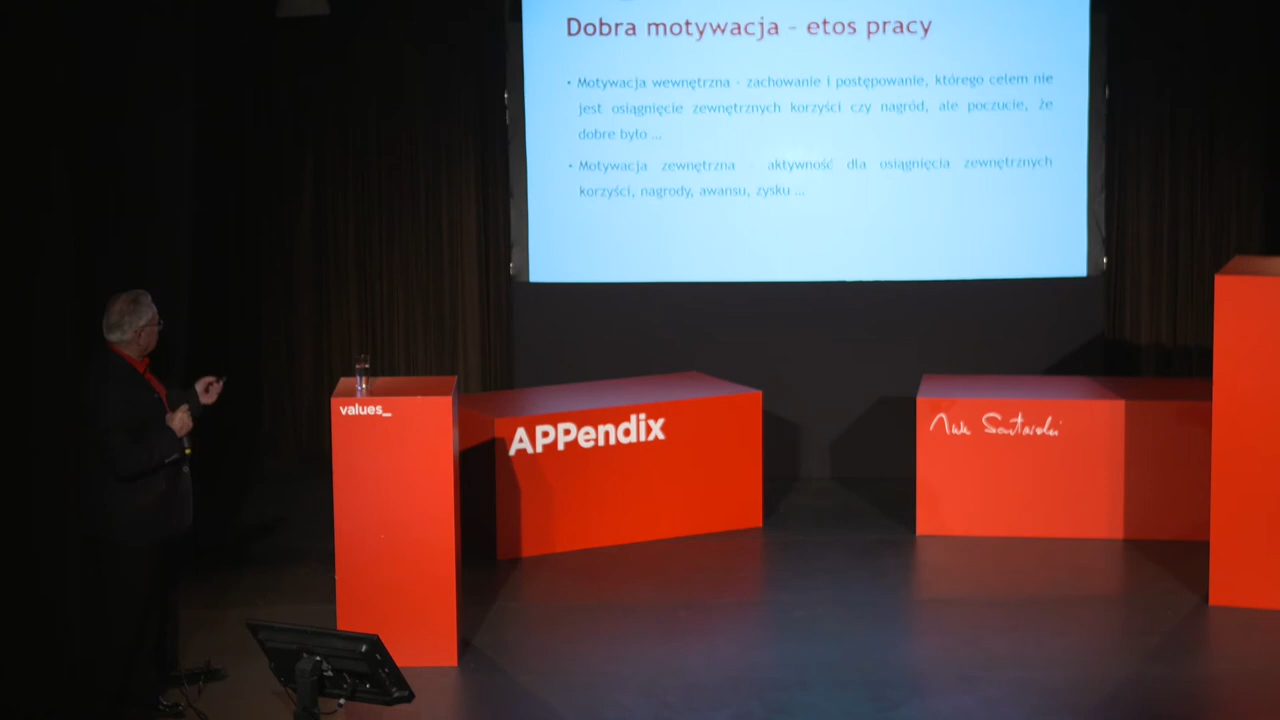 Dobra motywacja - etos pracy
• Motywacja wewnętrzna - zachowanie i postępowanie, którego celem nie
jest osiągnięcie zewnętrznych korzyści czy nagród, ale poczucie, że
dobre było ...
• Motywacja zewnętrzna - aktywność dla osiągnięcia zewnętrznych
korzyści, nagrody, awansu, zysku ...
values_
APPendix